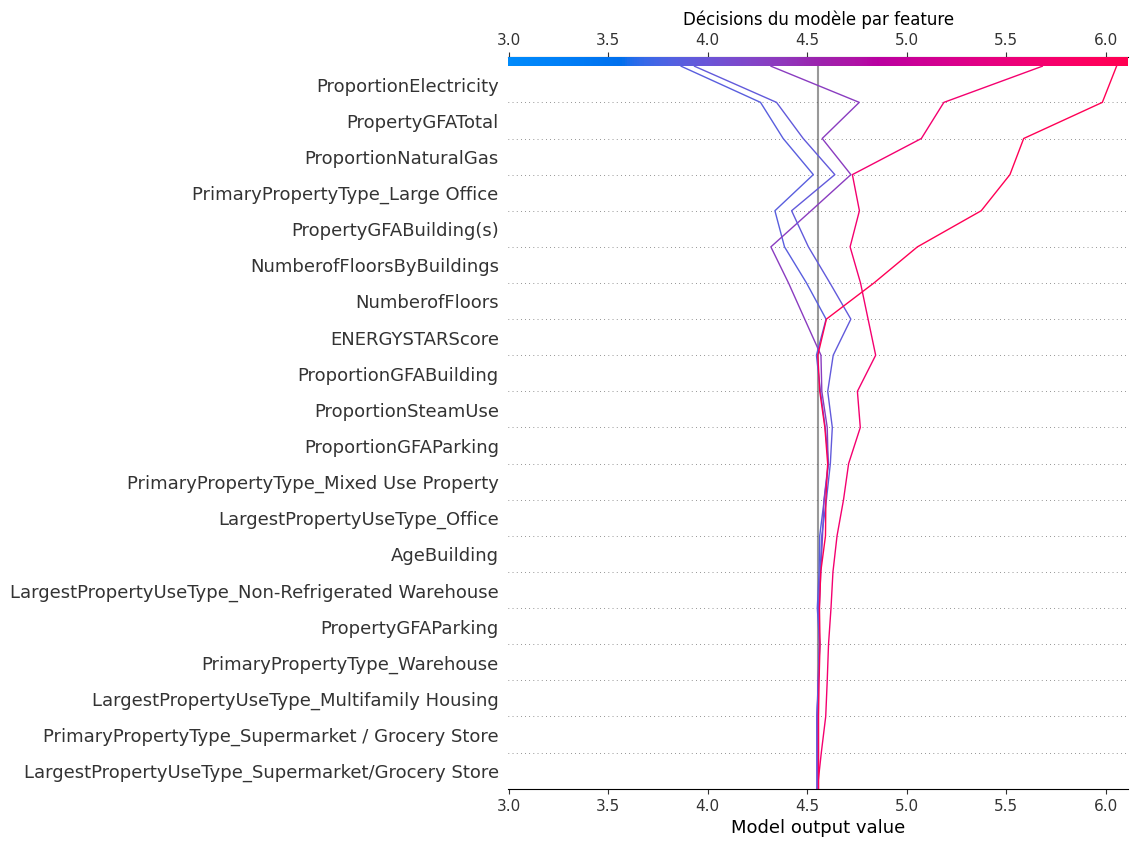 Décisions du modèle par feature
3.0 3.5 4.0 4.5 5.0 5.5 6.0
ProportionElectricity
PropertyGFATotal
ProportionNaturalGas
PrimaryPropertyType_Large Office
PropertyGFABuilding(s)
NumberofFloorsByBuildings
NumberofFloors
ENERGYSTARScore
ProportionGFABuilding
ProportionSteamUse
ProportionGFAParking
PrimaryPropertyType_Mixed Use Property
LargestPropertyUseType_Office
AgeBuilding
LargestPropertyUseType_Non-Refrigerated Warehouse
PropertyGFAParking
PrimaryPropertyType_Warehouse
LargestPropertyUseType_Multifamily Housing
PrimaryPropertyType_Supermarket / Grocery Store
LargestPropertyUseType_Supermarket/Grocery Store
3.0 3.5 4.0 4.5 5.0 5.5 6.0
Model output value